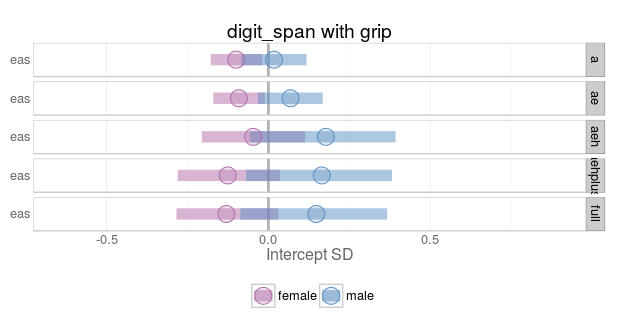 digit_span with grip
eas
a
eas
ae
eas
aeh
eas
ehplus
eas
full
-0.5 0.0 0.5
Intercept SD
female male